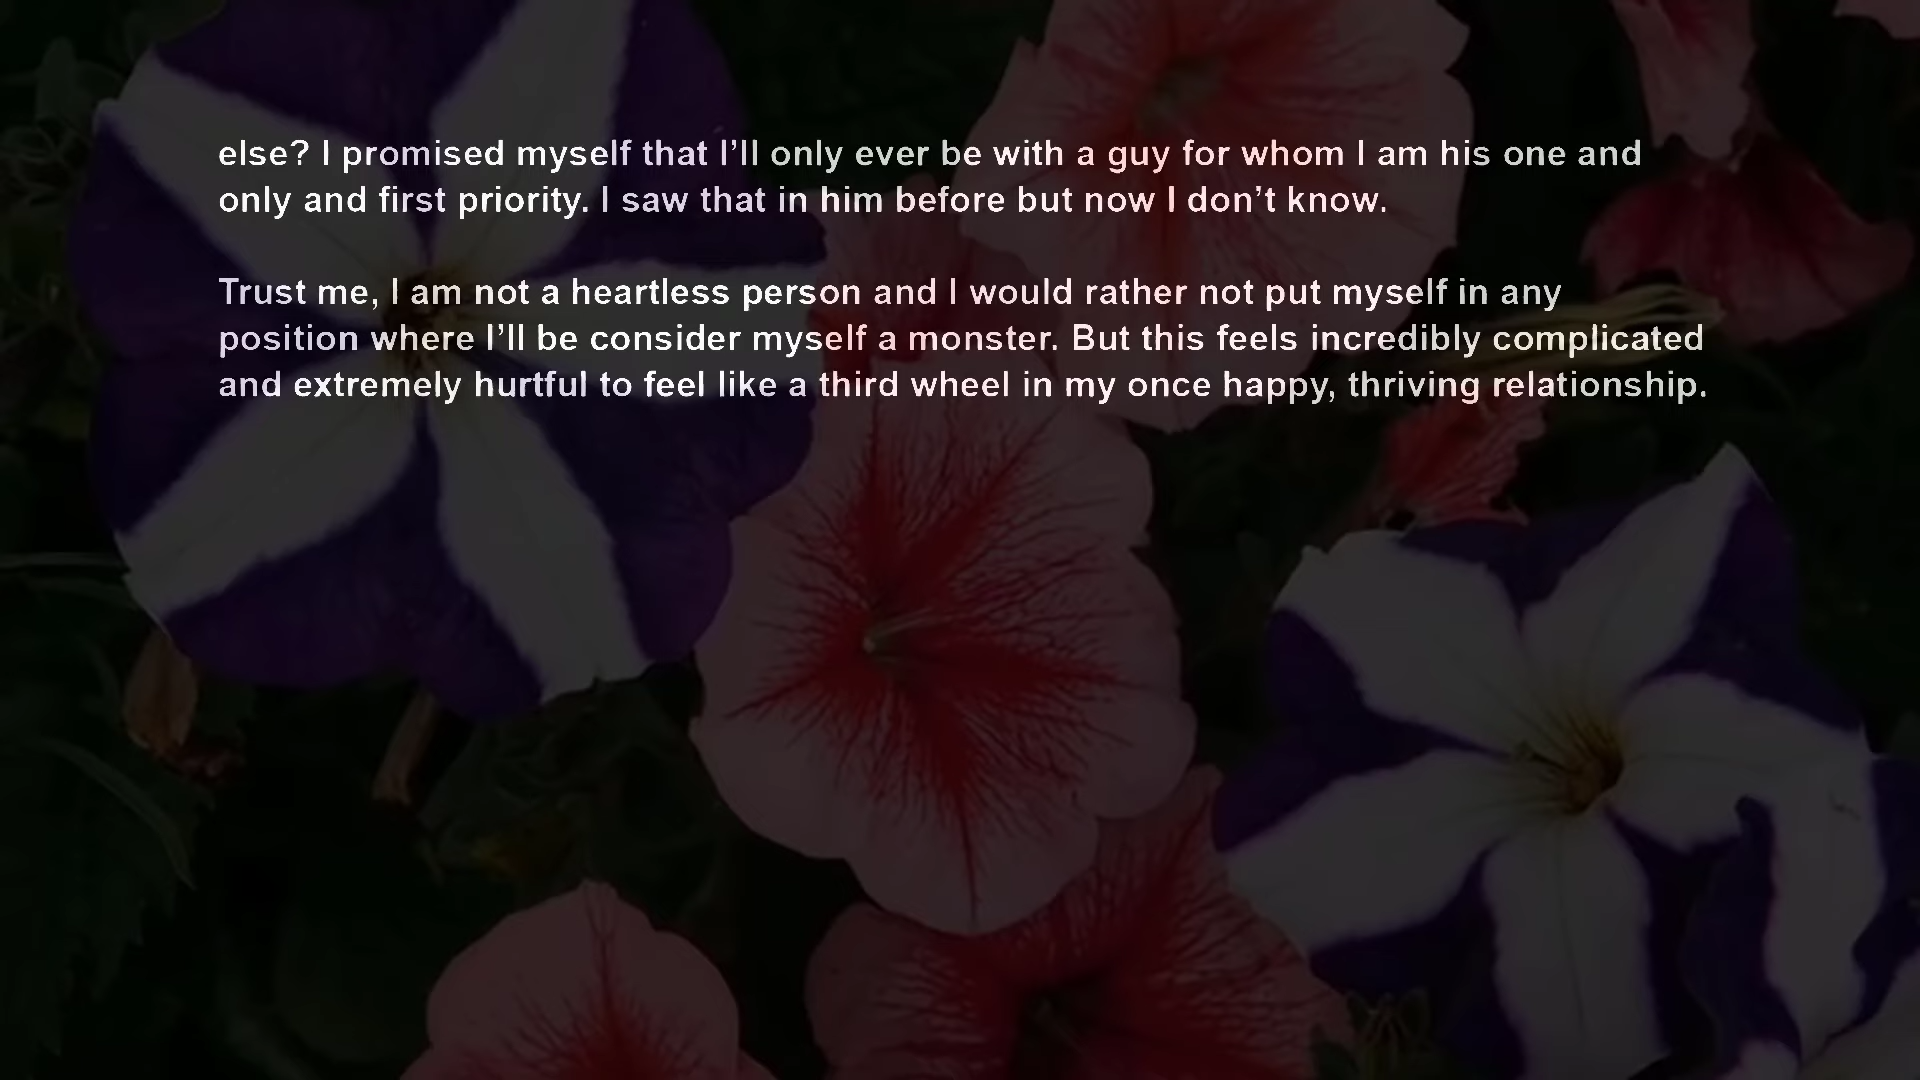 else? I promised myself that I’ll only ever be with a guy for whom I am his one and
only and first priority. I saw that in him before but now I don’t know.
Trust me, I am not a heartless person and I would rather not put myself in any
position where I’ll be consider myself a monster. But this feels incredibly complicated
and extremely hurtful to feel like a third wheel in my once happy, thriving relationship.